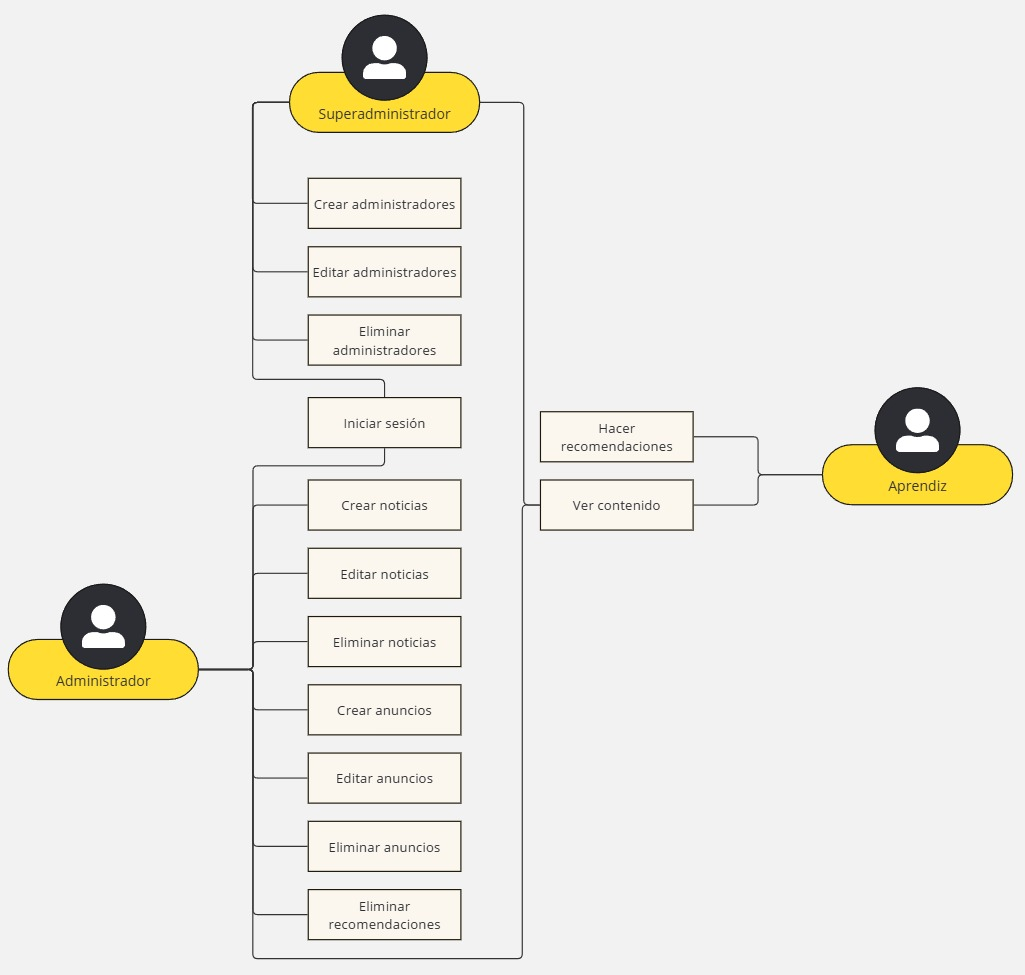 Superadministrador
Crear administradores
Editar administradores
Eliminar
administradores
Iniciar sesión
Hacer
recomendaciones
Aprendiz
Crear noticias
Ver contenido
Editar noticias
Eliminar noticias
Administrador
Crear anuncios
Editar anuncios
Eliminar anuncios
Eliminar
recomendaciones